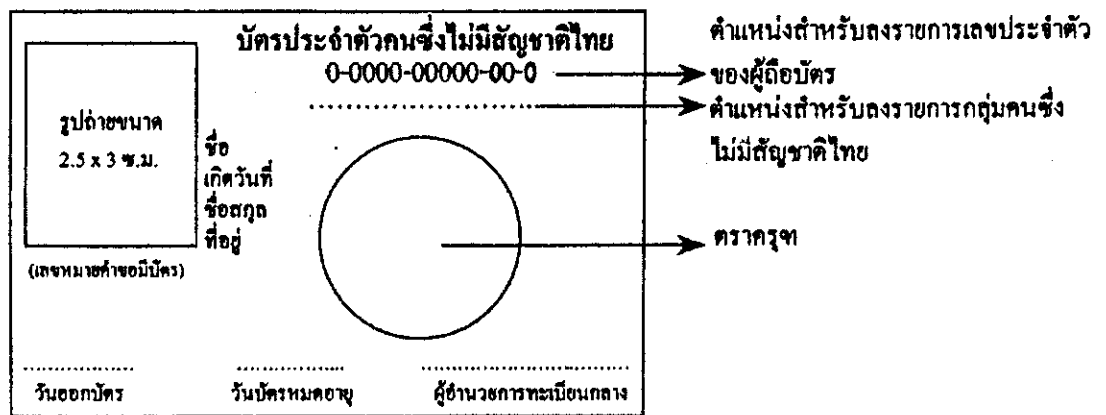 บัตรประจำตัวคนซึ่งไม่มีสัญชาติไทย
0-0000-00000-00-0
ตำแหน่งสำหรับลงรายการเลขประจำตัว
ของผู้ถือบัตร
ตำแหน่งสำหรับลงรายการกลุ่มคนซึ่ง
ไม่มีสัญชาติไทย
รูปถ่ายขนาด
2.5 x 3 ซ.ม.
ชื่อ
เกิดวันที่
ชื่อสกุล
ที่อยู่
(เลขหมายคำขอมีบัตร)
ตราครุฑ
วันออกบัตร
วันบัตรหมดอายุ
ผู้อำนวยการทะเบียนกลาง